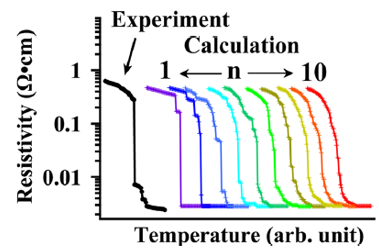 Experiment
Calculation
1 ← n → 10
Resistivity (Ω•cm)
1
0.1
0.01
Temperature (arb. unit)